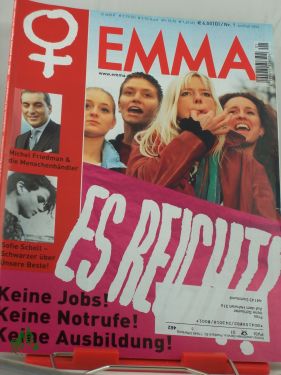 EMMA
www.emma
Michel Friedman &
die Menschenhändler
Sofie Scholl -
Schwarzer über
Unsere Beste!
ES REICHT!
Keine Jobs!
Keine Notrufe!
Keine Ausbildung!